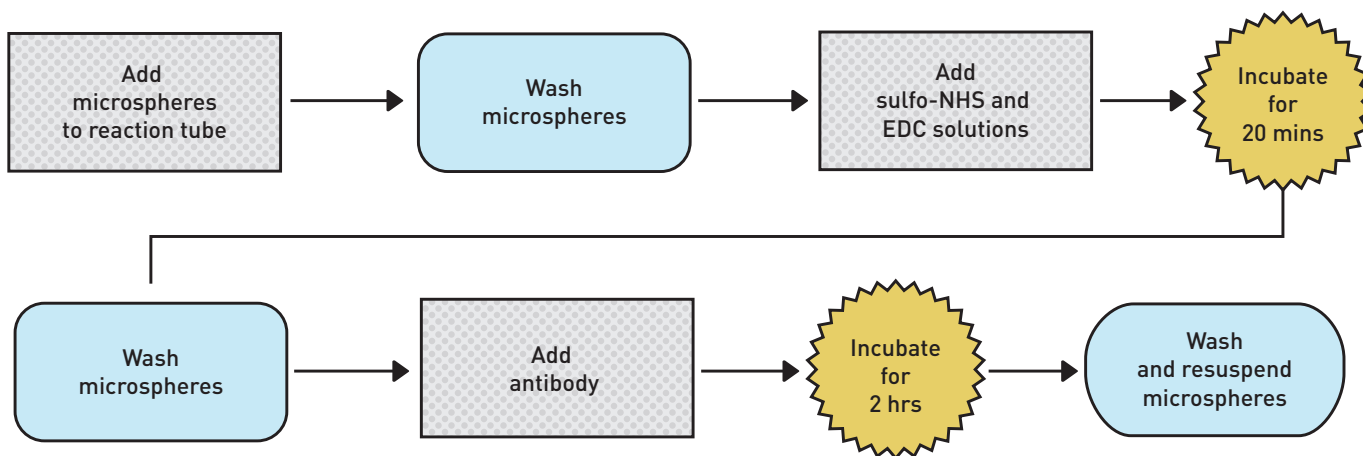 Add
microspheres
to reaction tube
Wash
microspheres
Add
sulfo-NHS and
EDC solutions
Incubate
for
20 mins
Wash
microspheres
Add
antibody
Incubate
for
2 hrs
Wash
and resuspend
microspheres